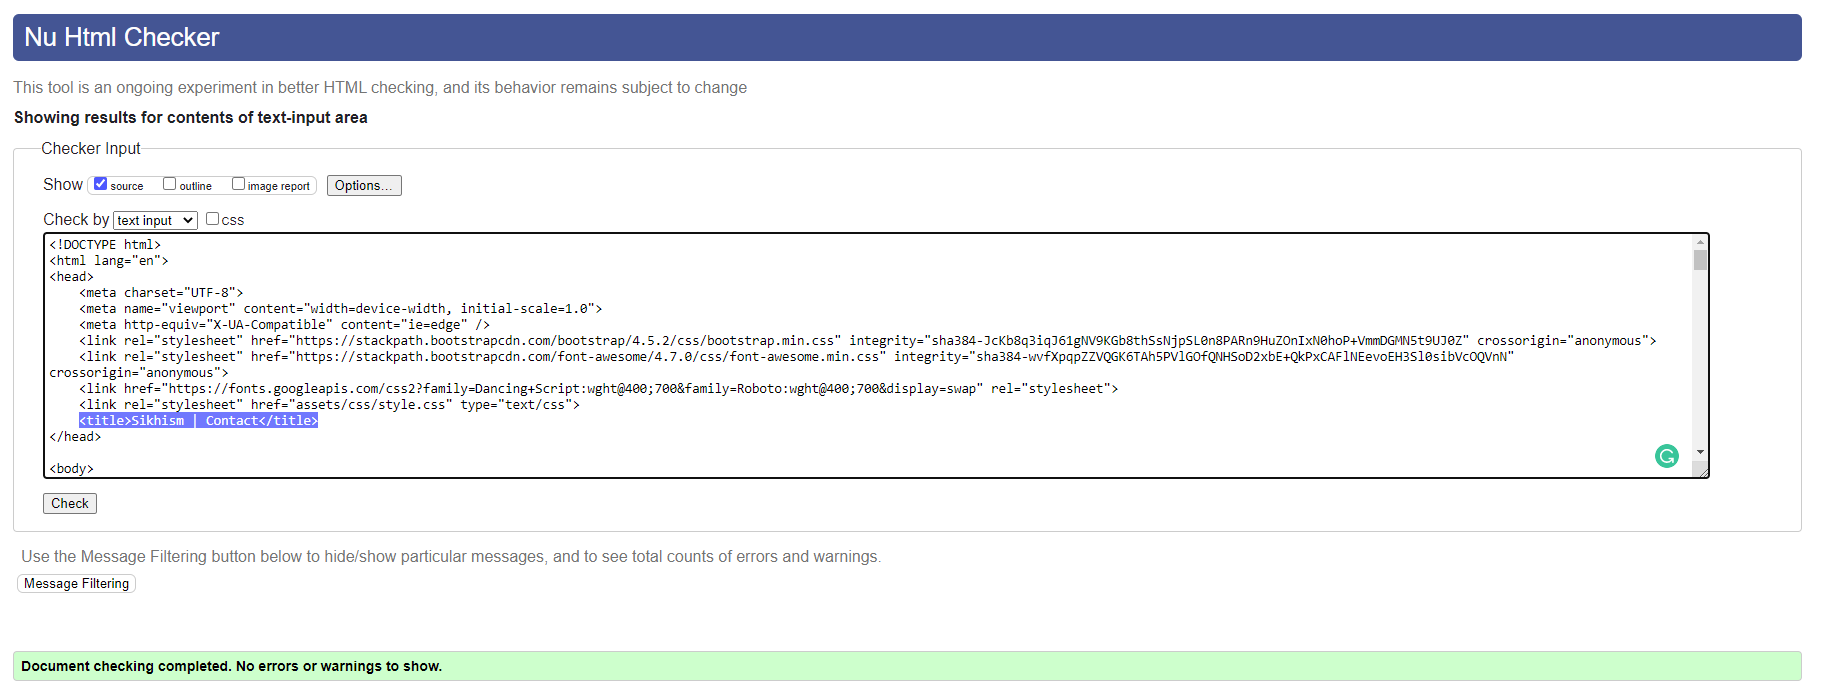 Nu Html Checker
This tool is an ongoing experiment in better HTML checking, and its behavior remains subject to change
Showing results for contents of text-input area
Checker Input
Show source outline image report Options...
Check by text input css
<!DOCTYPE html>
<html lang="en">
<head>
<meta charset="UTF-8">
<meta name="viewport" content="width=device-width, initial-scale=1.0">
<meta http-equiv="X-UA-Compatible" content="ie=edge" />
<link rel="stylesheet" href="https://stackpath.bootstrapcdn.com/bootstrap/4.5.2/css/bootstrap.min.css" integrity="sha384-JcKb8q3iqJ61gNV9KGb8thSsNjpSL0n8PARn9HuZOnIxN0hoP+VmmDGMN5t9UJ0Z" crossorigin="anonymous">
<link rel="stylesheet" href="https://stackpath.bootstrapcdn.com/font-awesome/4.7.0/css/font-awesome.min.css" integrity="sha384-wvfXpqpZZVQGK6TAh5PVlGOfQNHSoD2xbE+QkPxCAFlNEevoEH3Sl0sibVcOQVnN"
crossorigin="anonymous">
<link href="https://fonts.googleapis.com/css2?family=Dancing+Script:wght@400;700&family=Roboto:wght@400;700&display=swap" rel="stylesheet">
<link rel="stylesheet" href="assets/css/style.css" type="text/css">
<title>Sikhism | Contact</title>
</head>
<body>
Check
Use the Message Filtering button below to hide/show particular messages, and to see total counts of errors and warnings.
Message Filtering
Document checking completed. No errors or warnings to show.